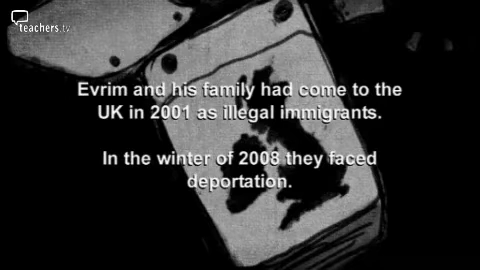 teachers.tv
Evrim and his family had come to the
UK in 2001 as illegal immigrants.
In the winter of 2008 they faced
deportation.